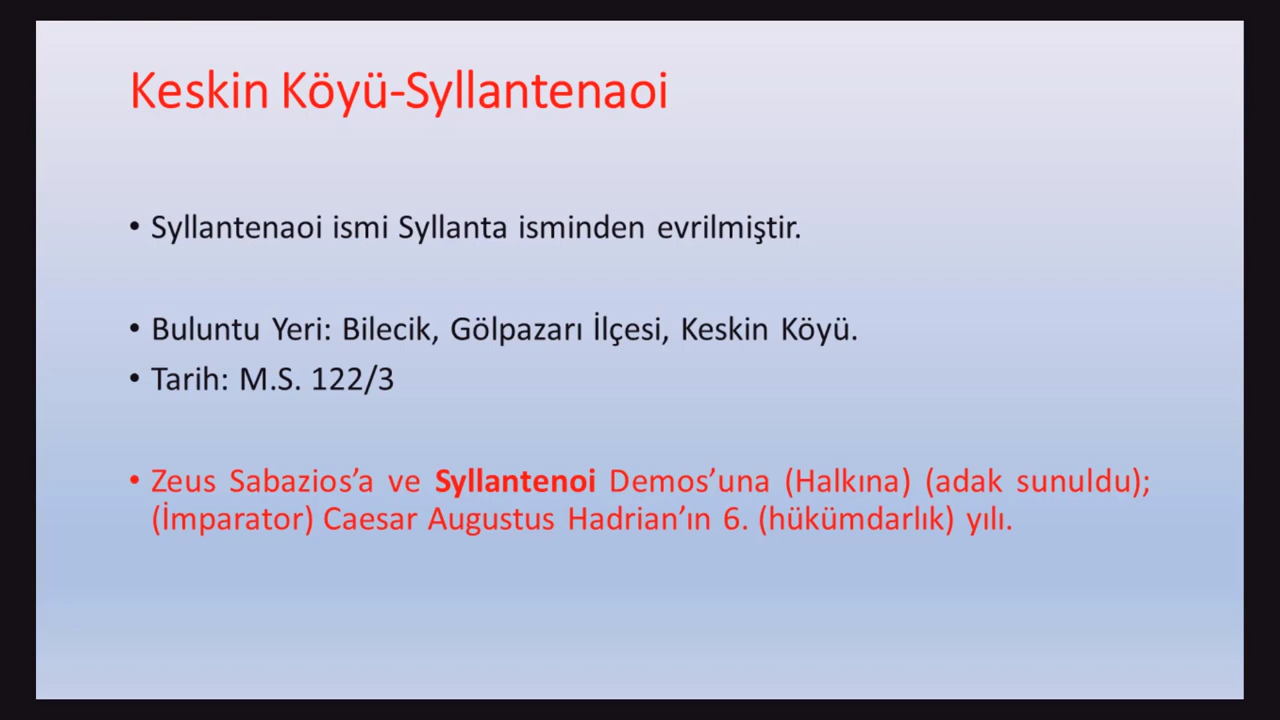 Keskin Köyü-Syllantenaoi
• Syllantenaoi ismi Syllanta isminden evrilmiştir.
• Buluntu Yeri: Bilecik, Gölpazarı İlçesi, Keskin Köyü.
• Tarih: M.S. 122/3
• Zeus Sabazios’a ve Syllantenoi Demos’una (Halkına) (adak sunuldu);
(İmparator) Caesar Augustus Hadrian’ın 6. (hükümdarlık) yılı.